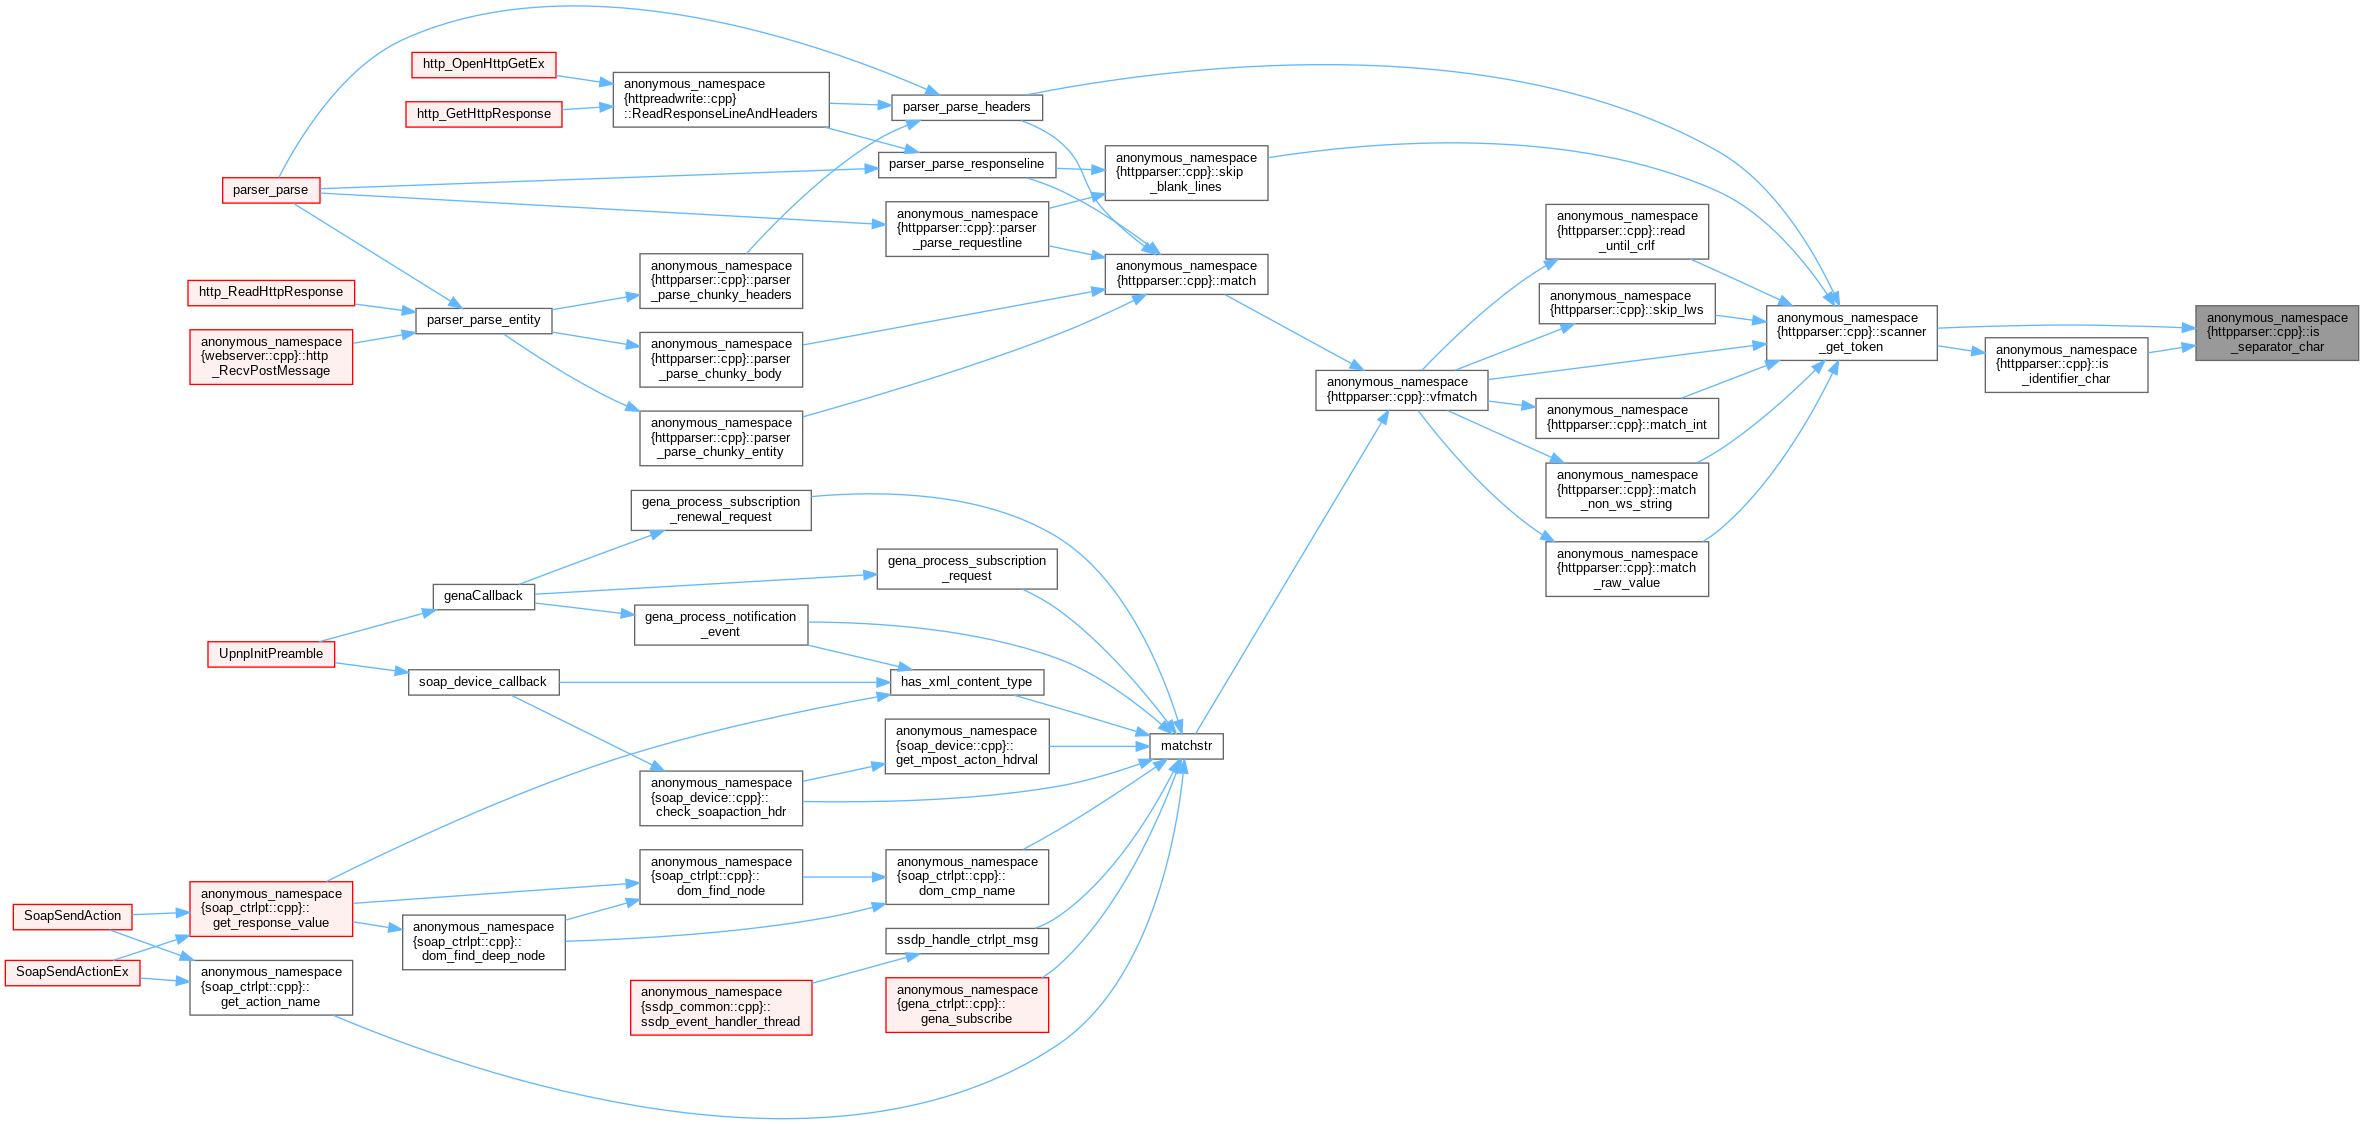 http_OpenHttpGetEx
http_GetHttpResponse
anonymous_namespace
{httpreadwrite::cpp}
::ReadResponseLineAndHeaders
parser_parse_headers
parser_parse_responseline
anonymous_namespace
{httpparser::cpp}::skip
_blank_lines
parser_parse
anonymous_namespace
{httpparser::cpp}::parser
_parse_requestline
anonymous_namespace
{httpparser::cpp}::read
_until_crlf
anonymous_namespace
{httpparser::cpp}::parser
_parse_chunky_headers
anonymous_namespace
{httpparser::cpp}::match
http_ReadHttpResponse
parser_parse_entity
anonymous_namespace
{httpparser::cpp}::skip_lws
anonymous_namespace
{httpparser::cpp}::scanner
_get_token
anonymous_namespace
{httpparser::cpp}::is
_separator_char
anonymous_namespace
{webserver::cpp}::http
_RecvPostMessage
anonymous_namespace
{httpparser::cpp}::parser
_parse_chunky_body
anonymous_namespace
{httpparser::cpp}::is
_identifier_char
anonymous_namespace
{httpparser::cpp}::vfmatch
anonymous_namespace
{httpparser::cpp}::match_int
anonymous_namespace
{httpparser::cpp}::parser
_parse_chunky_entity
anonymous_namespace
{httpparser::cpp}::match
_non_ws_string
gena_process_subscription
_renewal_request
anonymous_namespace
{httpparser::cpp}::match
_raw_value
gena_process_subscription
_request
genaCallback
gena_process_notification
_event
UpnpInitPreamble
soap_device_callback
has_xml_content_type
anonymous_namespace
{soap_device::cpp}::
get_mpost_acton_hdrval
matchstr
anonymous_namespace
{soap_device::cpp}::
check_soapaction_hdr
anonymous_namespace
{soap_ctrlpt::cpp}::
dom_find_node
anonymous_namespace
{soap_ctrlpt::cpp}::
dom_cmp_name
anonymous_namespace
{soap_ctrlpt::cpp}::
get_response_value
SoapSendAction
anonymous_namespace
{soap_ctrlpt::cpp}::
dom_find_deep_node
ssdp_handle_ctrlpt_msg
SoapSendActionEx
anonymous_namespace
{soap_ctrlpt::cpp}::
get_action_name
anonymous_namespace
{ssdp_common::cpp}::
ssdp_event_handler_thread
anonymous_namespace
{gena_ctrlpt::cpp}::
gena_subscribe